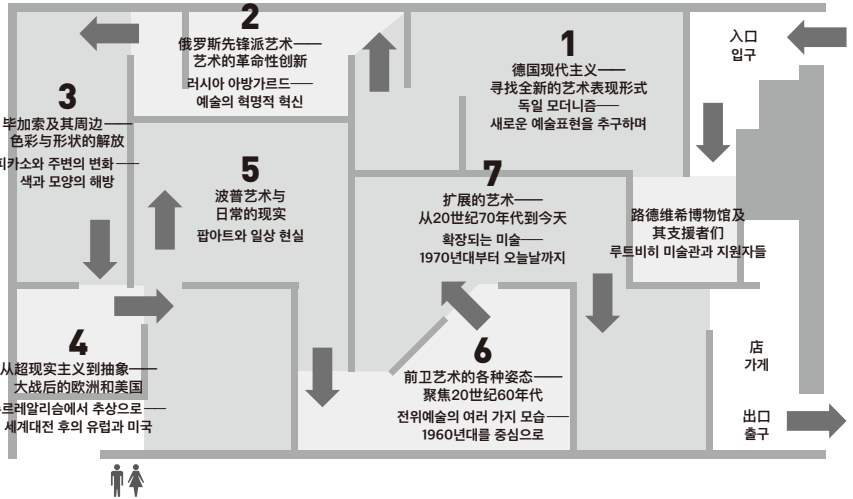 入口
입구
1
德国现代主义——
寻找全新的艺术表现形式
독일 모더니즘——
새로운 예술표현을 추구하며
2
俄罗斯先锋派艺术——
艺术的革命性创新
러시아 아방가르드——
예술의 혁명적 혁신
3
毕加索及其周边——
色彩与形状的解放
피카소와 주변의 변화——
색과 모양의 해방
4
从超现实主义到抽象——
大战后的欧洲和美国
르레알리슴에서 추상으로——
세계대전 후의 유럽과 미국
5
波普艺术与
日常的现实
팝아트와 일상 현실
6
前卫艺术的各种姿态——
聚焦20世纪60年代
전위예술의 여러 가지 모습——
1960년대를 중심으로
7
扩展的艺术——
从20世纪70年代到今天
확장되는 미술——
1970년대부터 오늘날까지
路德维希博物馆及
其支援者们
루트비히 미술관과 지원자들
店
가게
出口
출구